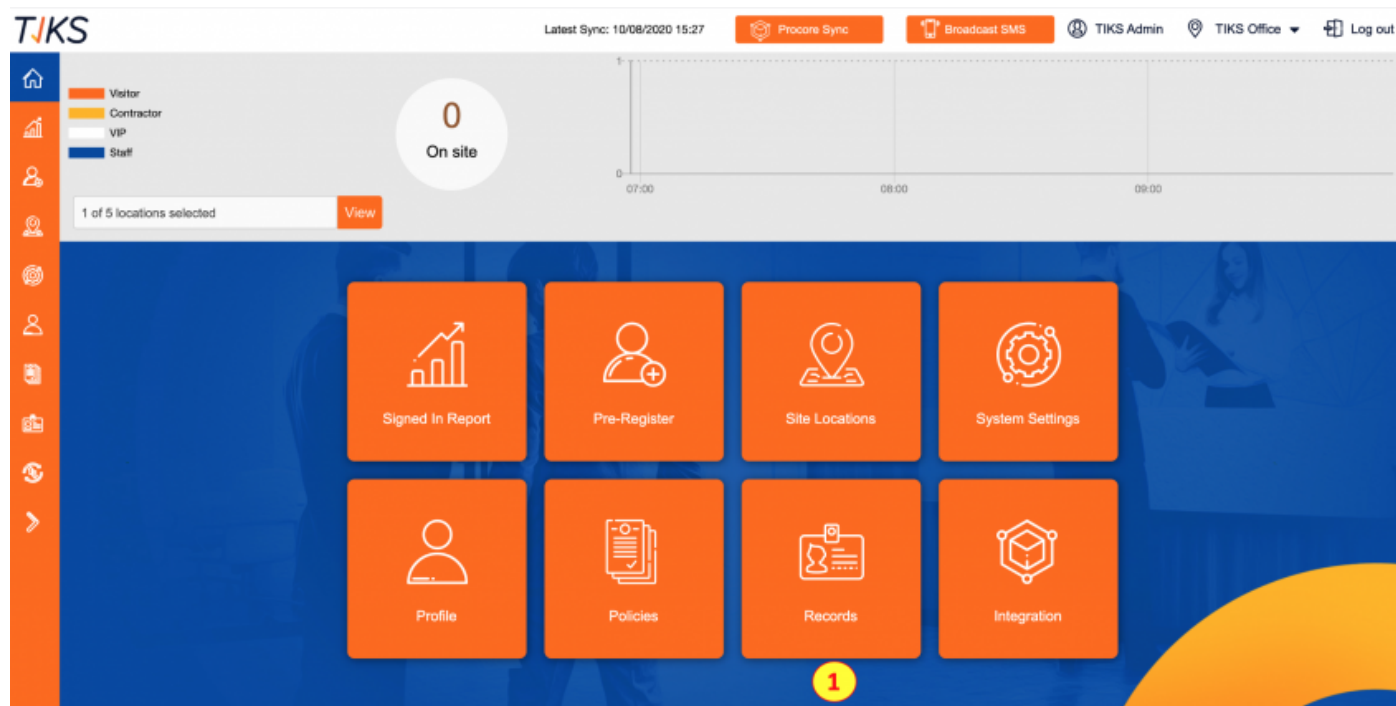 TIKS
Latest Sync: 10/08/2020 15:27
Procore Sync
Broadcast SMS
TIKS Admin
TIKS Office
Log out
Visitor
Contractor
VIP
Staff
0
On site
1
0
07:00
08:00
09:00
1 of 5 locations selected
View
Signed In Report
Pre-Register
Site Locations
System Settings
Profile
Policies
Records
Integration
1